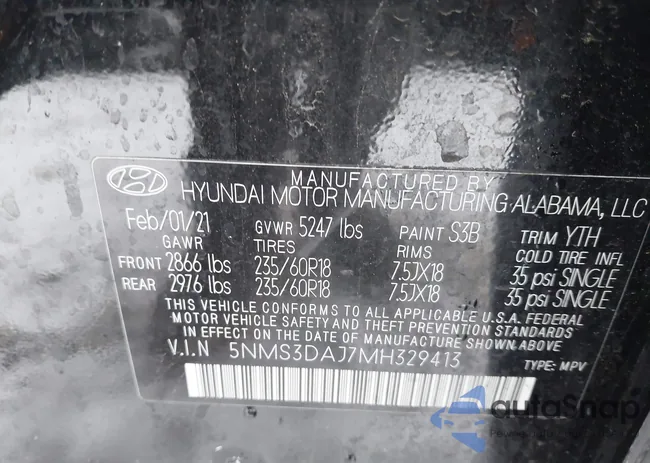 MANUFACTURED BY
HYUNDAI MOTOR MANUFACTURING ALABAMA, LLC
Feb/01/21 GVWR 5247 lbs PAINT S3B TRIM YTH
GAWR TIRES RIMS COLD TIRE INFL
FRONT 2866 lbs 235/60R18 7.5JX18 35 psi SINGLE
REAR 2976 lbs 235/60R18 7.5JX18 35 psi SINGLE
THIS VEHICLE CONFORMS TO ALL APPLICABLE U.S.A. FEDERAL
MOTOR VEHICLE SAFETY AND THEFT PREVENTION STANDARDS
IN EFFECT ON THE DATE OF MANUFACTURE SHOWN ABOVE
V.I.N 5NMS3DAJ7MH329413 TYPE: MPV
autoSnap